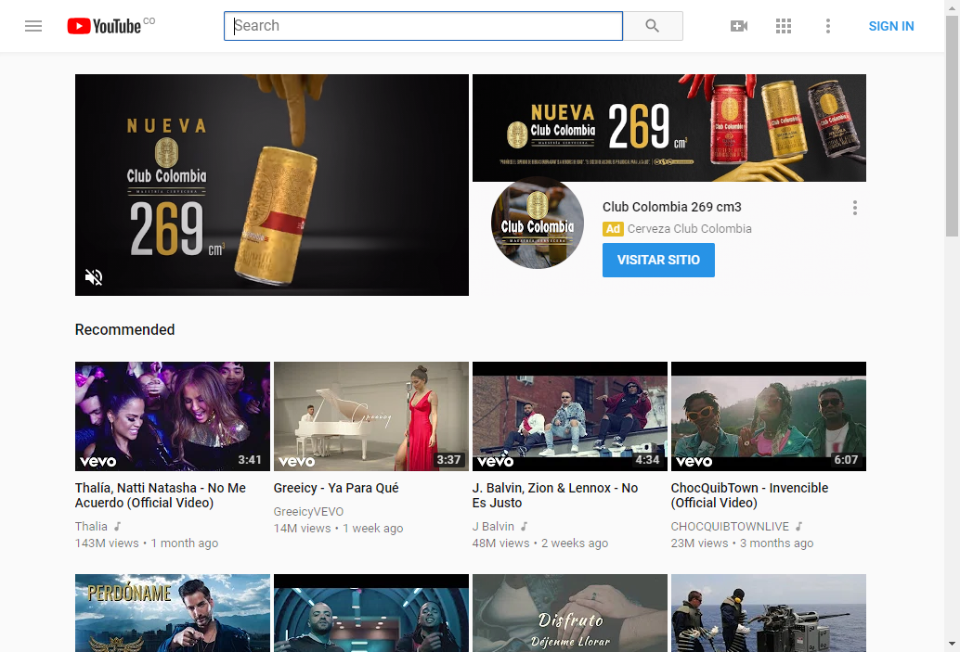 YouTube CO
Search
SIGN IN
NUEVA
Club Colombia
MAESTRÍA CERVECERA
269 cm³
NUEVA
Club Colombia
MAESTRÍA CERVECERA
269 cm³
Club Colombia
Club Colombia 269 cm3
Ad Cerveza Club Colombia
VISITAR SITIO
Recommended
vevo 3:41
vevo Greeicy 3:37
vevo 4:34
vevo 6:07
Thalía, Natti Natasha - No Me
Acuerdo (Official Video)
Thalia
143M views • 1 month ago
Greeicy - Ya Para Qué
GreeicyVEVO
14M views • 1 week ago
J. Balvin, Zion & Lennox - No
Es Justo
J Balvin
48M views • 2 weeks ago
ChocQuibTown - Invencible
(Official Video)
CHOCQUIBTOWNLIVE
23M views • 3 months ago
PERDÓNAME
Disfruto
Déjenme Llorar